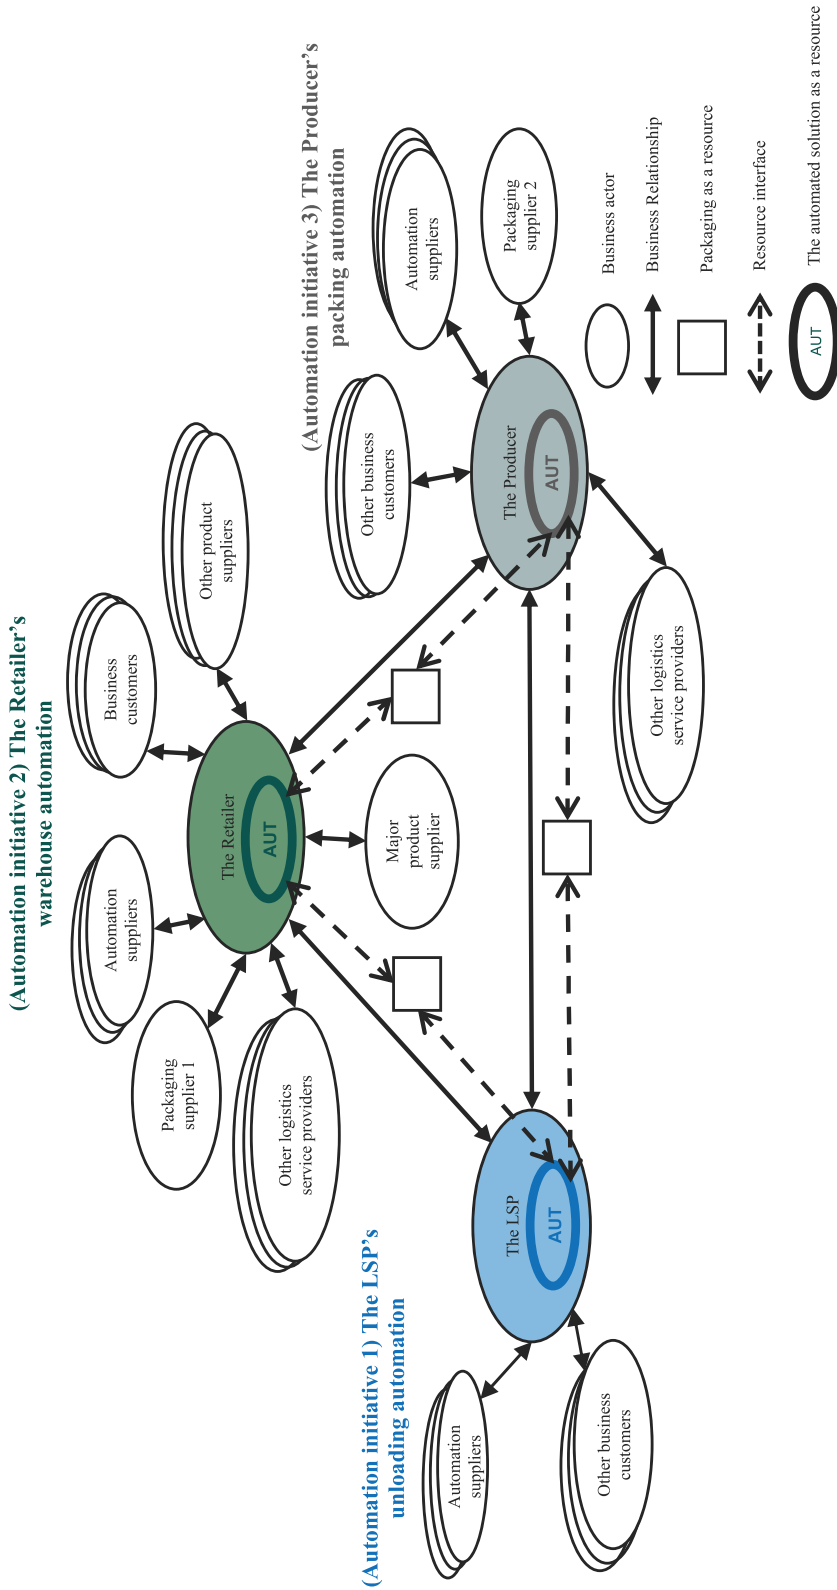 (Automation initiative 2) The Retailer's
warehouse automation
Automation
suppliers
Business
customers
Packaging
supplier 1
The Retailer
AUT
Other product
suppliers
Other logistics
service providers
Major
product
supplier
(Automation initiative 1) The LSP's
unloading automation
(Automation initiative 3) The Producer's
packing automation
Automation
suppliers
The LSP
AUT
Other business
customers
Other business
customers
Automation
suppliers
The Producer
AUT
Packaging
supplier 2
Other logistics
service providers
Business actor
Business Relationship
Packaging as a resource
Resource interface
AUT
The automated solution as a resource